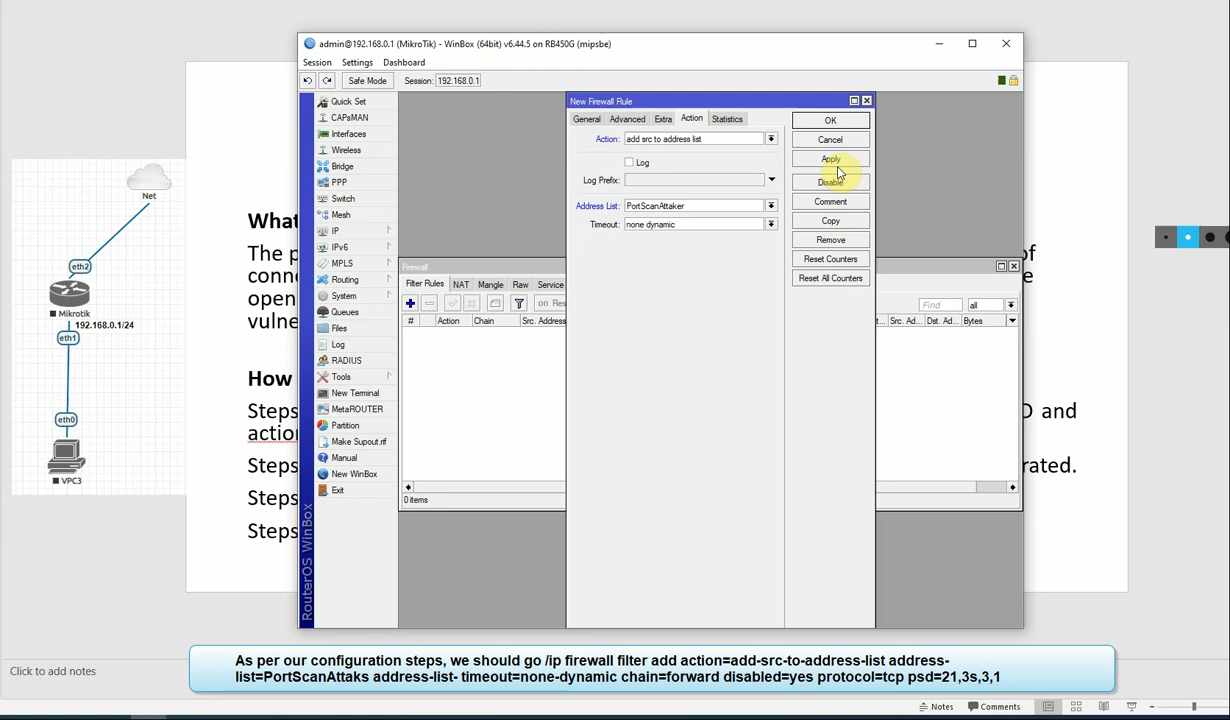 admin@192.168.0.1 (MikroTik) - WinBox (64bit) v6.44.5 on RB450G (mipsbe)
Session Settings Dashboard
Safe Mode Session: 192.168.0.1
Quick Set
CAPsMAN
Interfaces
Wireless
Bridge
PPP
Switch
Mesh
IP
IPv6
MPLS
Routing
System
Queues
Files
Log
RADIUS
Tools
New Terminal
MetaROUTER
Partition
Make Supout.rif
Manual
New WinBox
Exit
RouterOS WinBox
New Firewall Rule
General Advanced Extra Action Statistics
Action: add src to address list
Log
Log Prefix:
Address List: PortScanAttaker
Timeout: none dynamic
OK
Cancel
Apply
Disable
Comment
Copy
Remove
Reset Counters
Reset All Counters
Firewall
Filter Rules NAT Mangle Raw Service
00 Res
Find all
# Action Chain Src. Address
t... Src. Ad... Dst. Ad... Bytes
0 items
Net
eth2
Mikrotik
192.168.0.1/24
eth1
eth0
VPC3
What
The p
of
conne
e
open
vulne
How
Steps
D and
action
Steps
rated.
Steps
Steps
As per our configuration steps, we should go /ip firewall filter add action=add-src-to-address-list address-
list=PortScanAttaks address-list- timeout=none-dynamic chain=forward disabled=yes protocol=tcp psd=21,3s,3,1
Click to add notes
Notes Comments